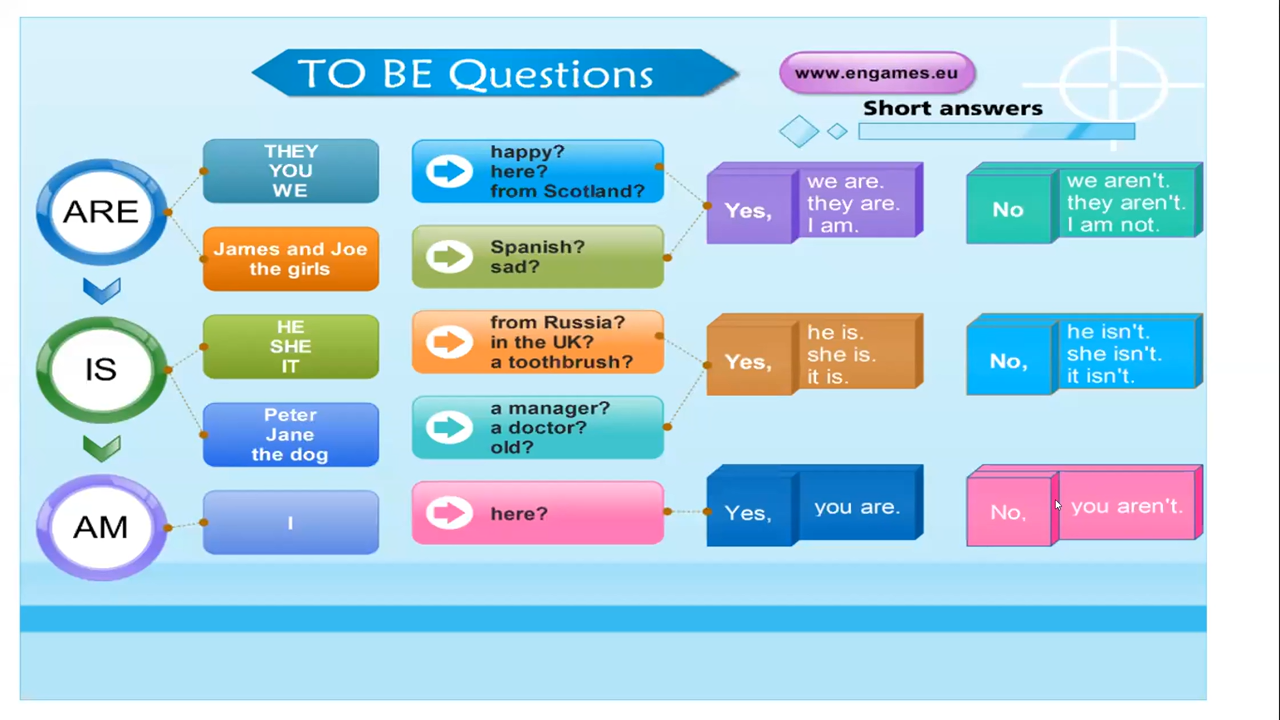 TO BE Questions
www.engames.eu
Short answers
ARE
THEY
YOU
WE
happy?
here?
from Scotland?
James and Joe
the girls
Spanish?
sad?
Yes,
we are.
they are.
I am.
No
we aren't.
they aren't.
I am not.
IS
HE
SHE
IT
from Russia?
in the UK?
a toothbrush?
Peter
Jane
the dog
a manager?
a doctor?
old?
Yes,
he is.
she is.
it is.
No,
he isn't.
she isn't.
it isn't.
AM
I
here?
Yes,
you are.
No,
you aren't.